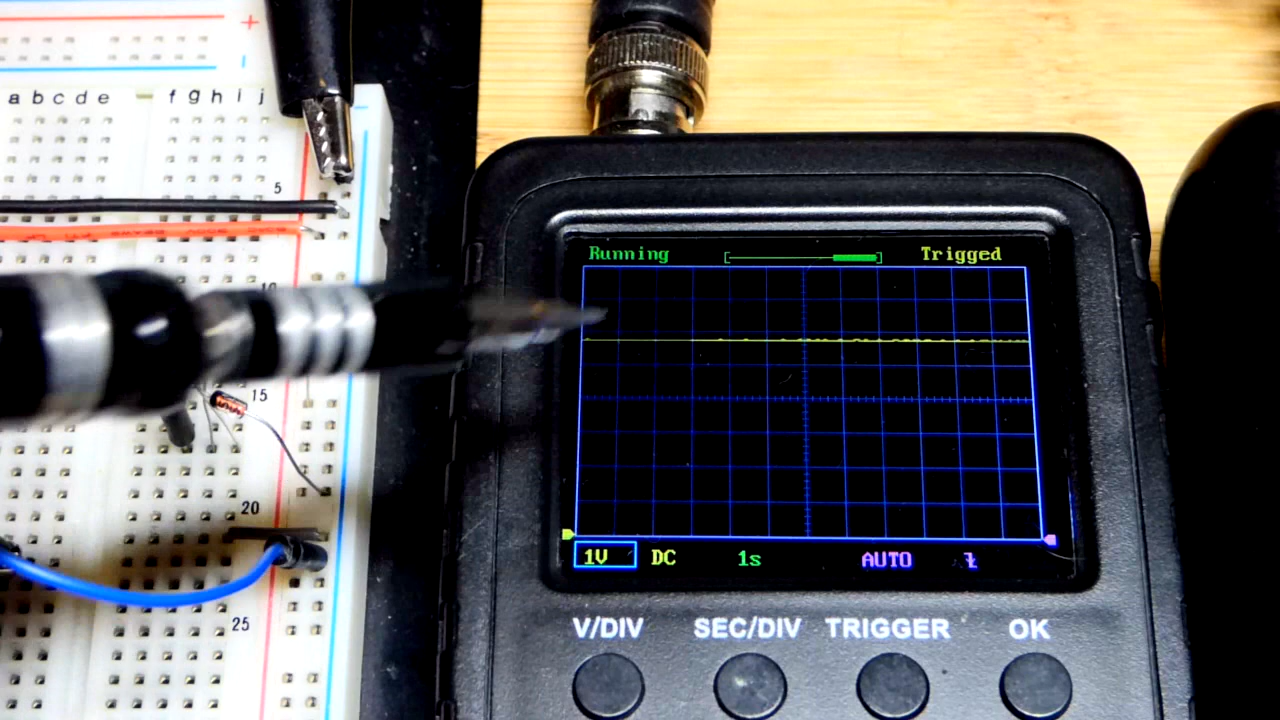 +
a b c d e f g h i j
5
10
15
20
25
Running Trigged
1V DC 1s AUTO
V/DIV SEC/DIV TRIGGER OK